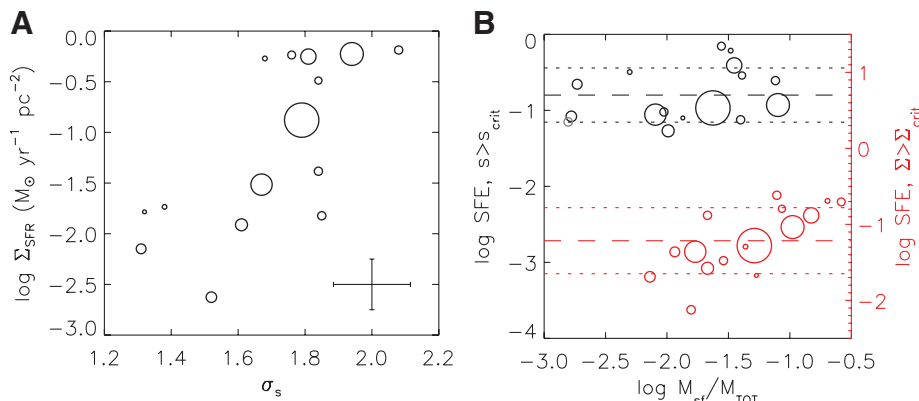 A
log Σ_SFR (M_⊙ yr⁻¹ pc⁻²)
0.0
-0.5
-1.0
-1.5
-2.0
-2.5
-3.0
1.2 1.4 1.6 1.8 2.0 2.2
σ_s
B
log SFE, s>s_crit
0
-1
-2
-3
-4
-3.0 -2.5 -2.0 -1.5 -1.0 -0.5
log M_sf/M_TOT
1
0
-1
-2
log SFE, Σ>Σ_crit